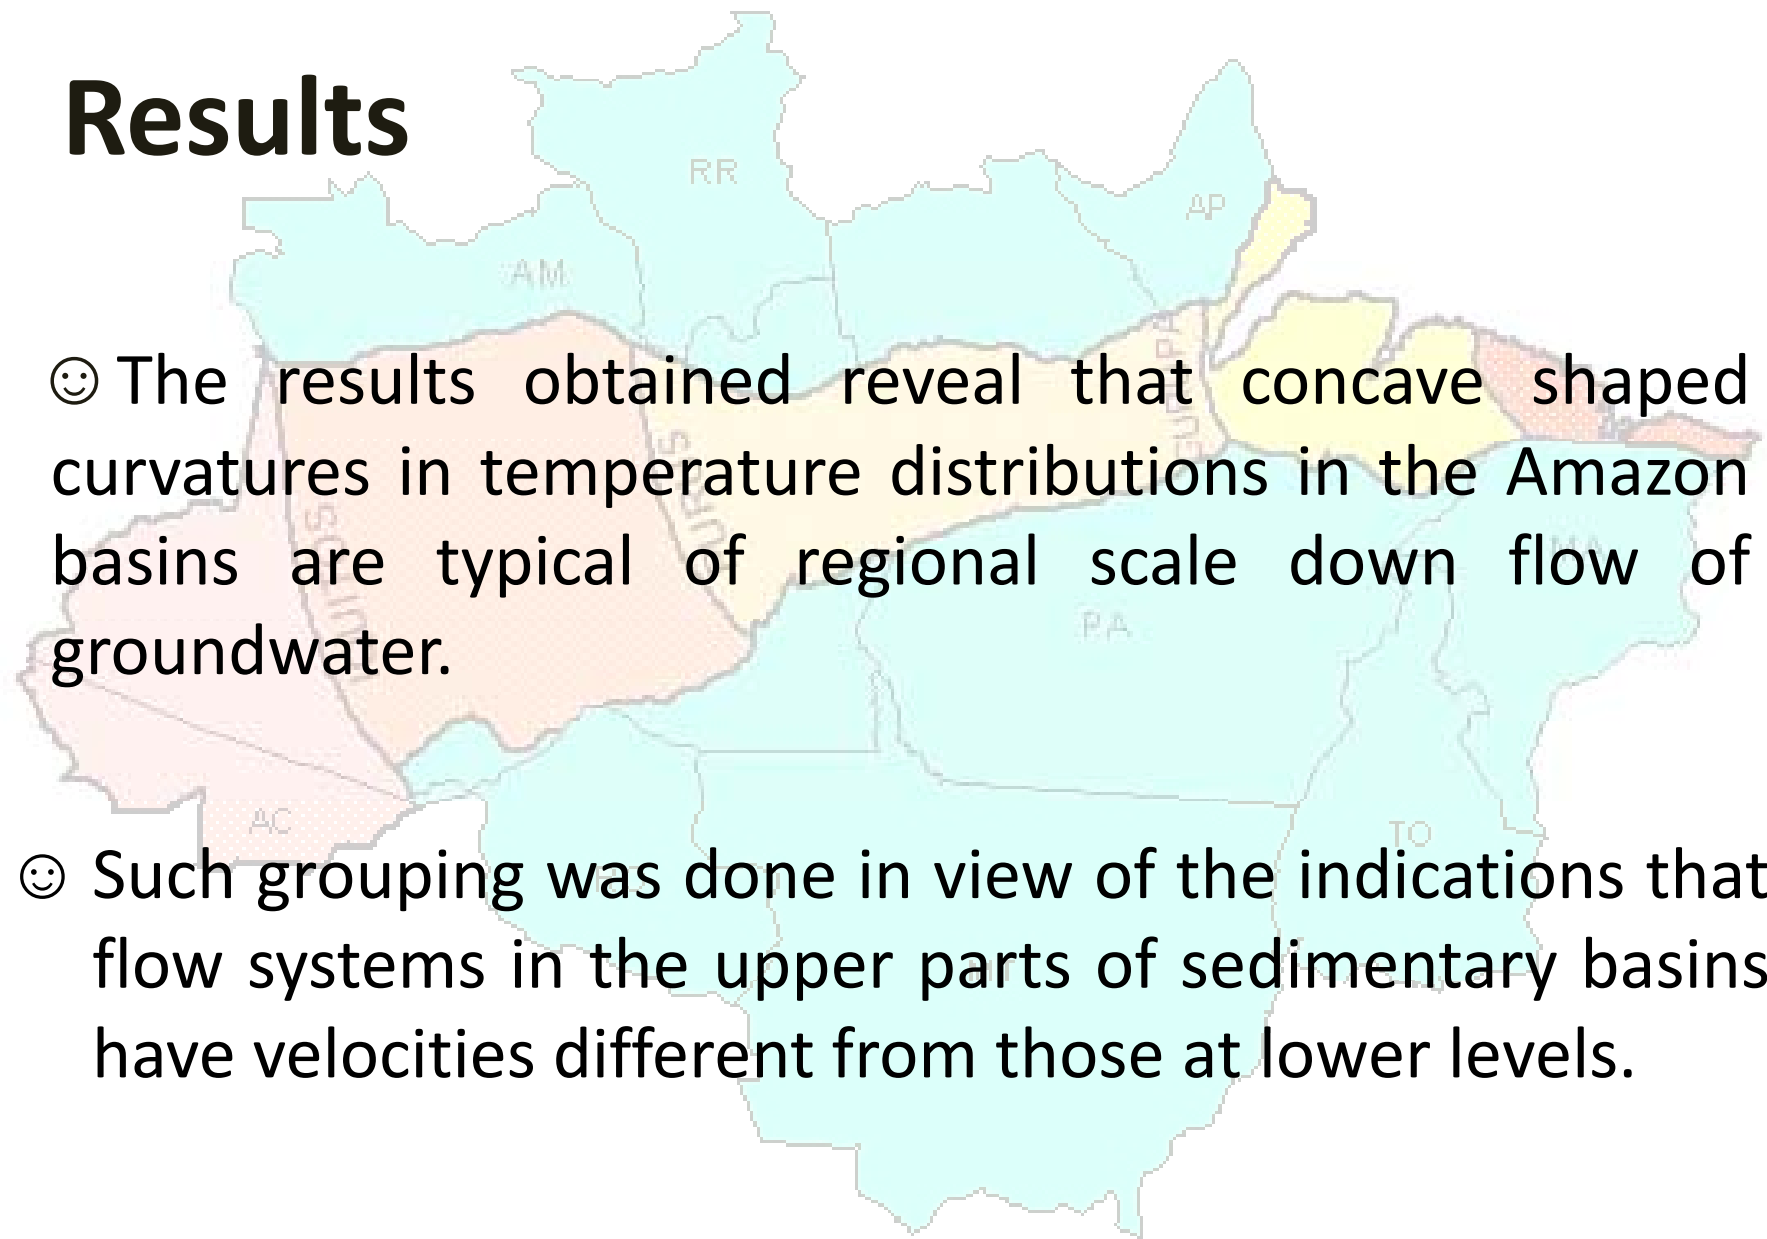 Results
RR
AP
AM
☺ The results obtained reveal that concave shaped
curvatures in temperature distributions in the Amazon
basins are typical of regional scale down flow of
groundwater.
PA
AC
TO
☺ Such grouping was done in view of the indications that
flow systems in the upper parts of sedimentary basins
have velocities different from those at lower levels.